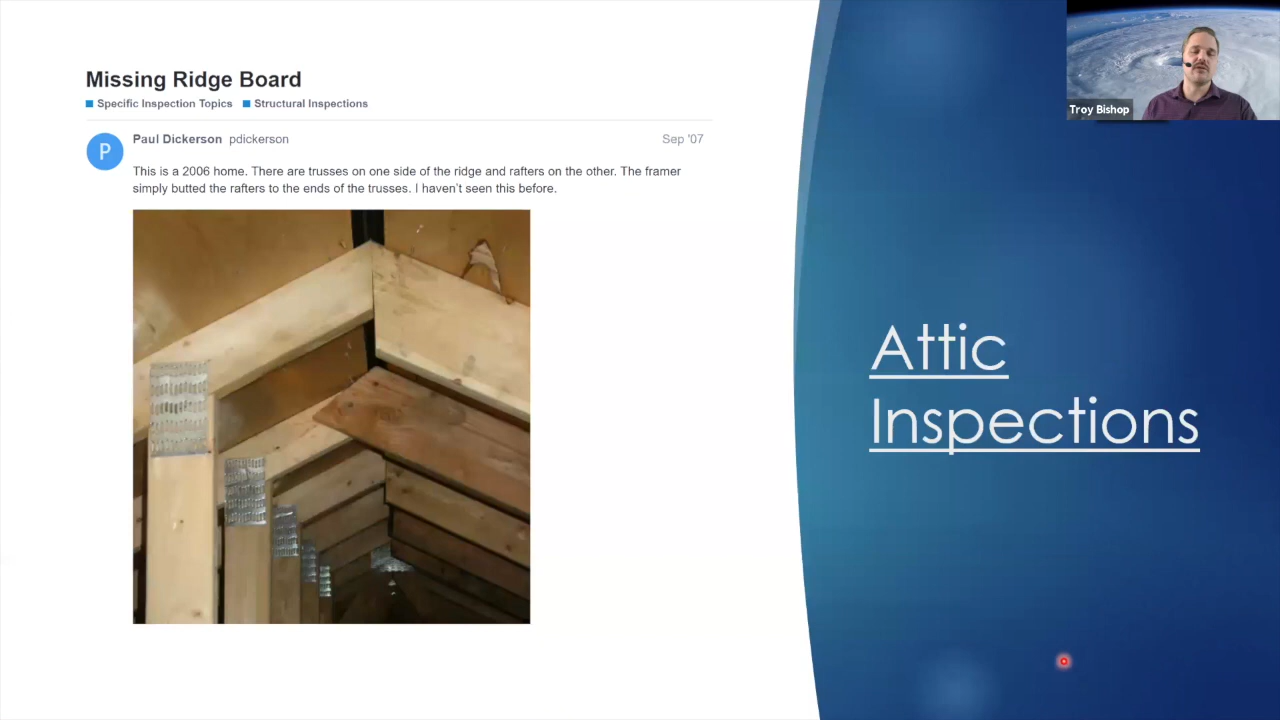 Missing Ridge Board
Specific Inspection Topics Structural Inspections
P
Paul Dickerson pdickerson Sep '07
This is a 2006 home. There are trusses on one side of the ridge and rafters on the other. The framer
simply butted the rafters to the ends of the trusses. I haven't seen this before.
Attic
Inspections
Troy Bishop